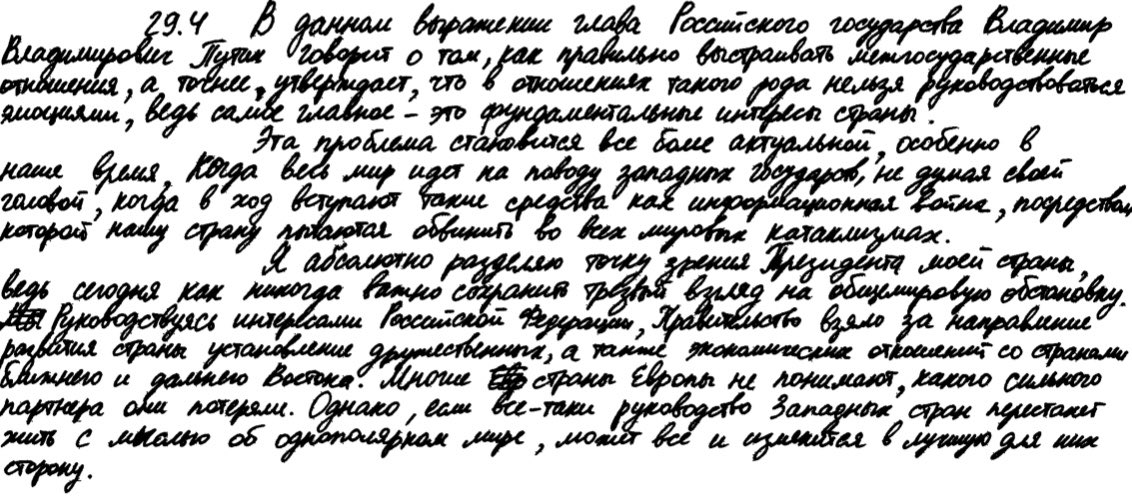 29.4 В данном выражении глава Российского государства Владимир
Владимирович Путин говорит о том, как правильно выстраивать межгосударственные
отношения, а, точнее, утверждает, что в отношениях такого рода нельзя руководствоваться
эмоциями, ведь самое главное - это фундаментальные интересы страны.
Эта проблема становится все более актуальной, особенно в
наше время, когда весь мир идет на поводу западных государств, не думая своей
головой, когда в ход вступают такие средства как информационная война, посредством
которой нашу страну пытаются обвинить во всех мировых катаклизмах.
Я абсолютно разделяю точку зрения Президента моей страны,
ведь сегодня как никогда важно сохранить трезвый взгляд на общемировую обстановку.
Руководствуясь интересами Российской Федерации, Правительство взяло за направление
развития страны установление дружественных, а также экономических отношений со странами
Ближнего и дальнего Востока. Многие страны Европы не понимают, какого сильного
партнера они потеряли. Однако, если все-таки руководство Западных стран перестанет
жить с мыслью об однополярном мире, может все и изменится в лучшую для них
сторону.